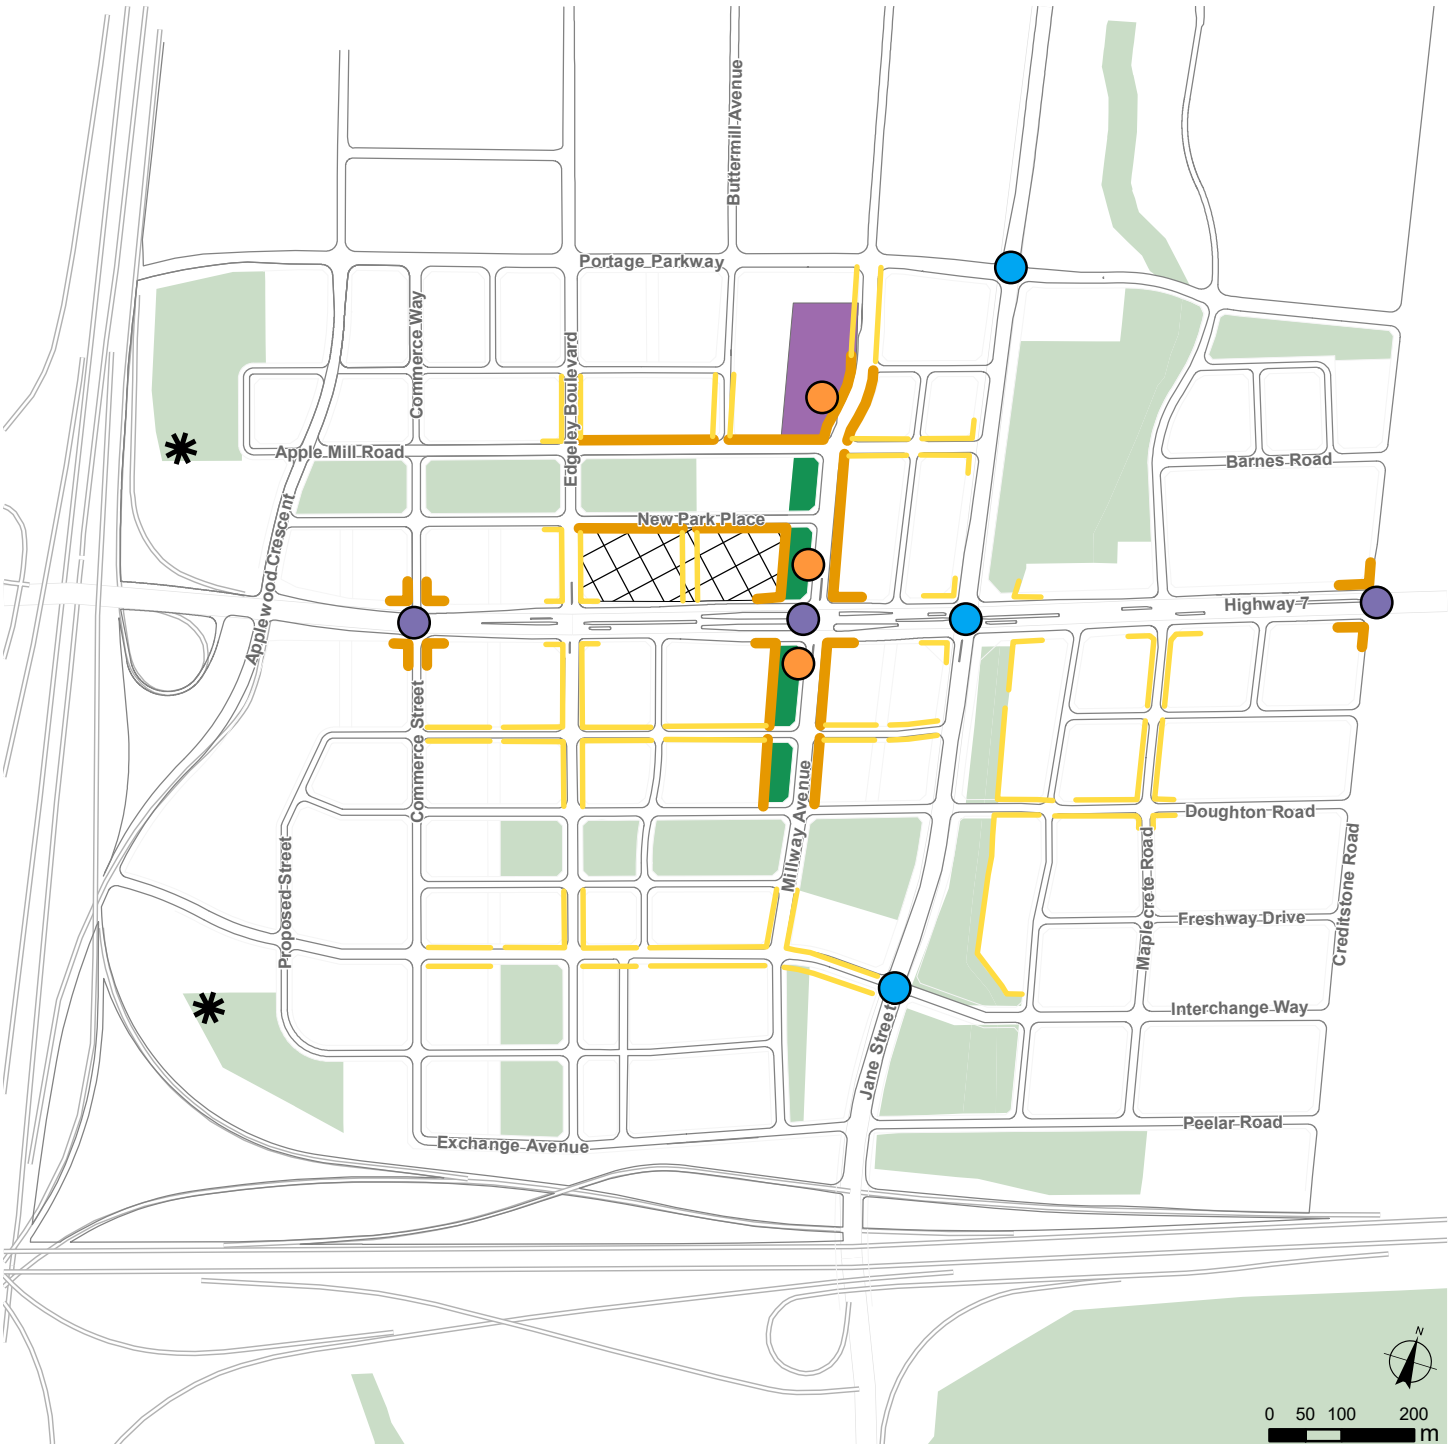 Buttermill Avenue
Portage Parkway
Commerce Way
Edgeley Boulevard
Apple Mill Road
Barnes Road
New Park Place
Applewood Crescent
Highway 7
Commerce Street
Millway Avenue
Doughton Road
Proposed Street
Maplecrete Road
Creditstone Road
Freshway Drive
Interchange Way
Jane Street
Peelar Road
Exchange Avenue
N
0 50 100 200
m